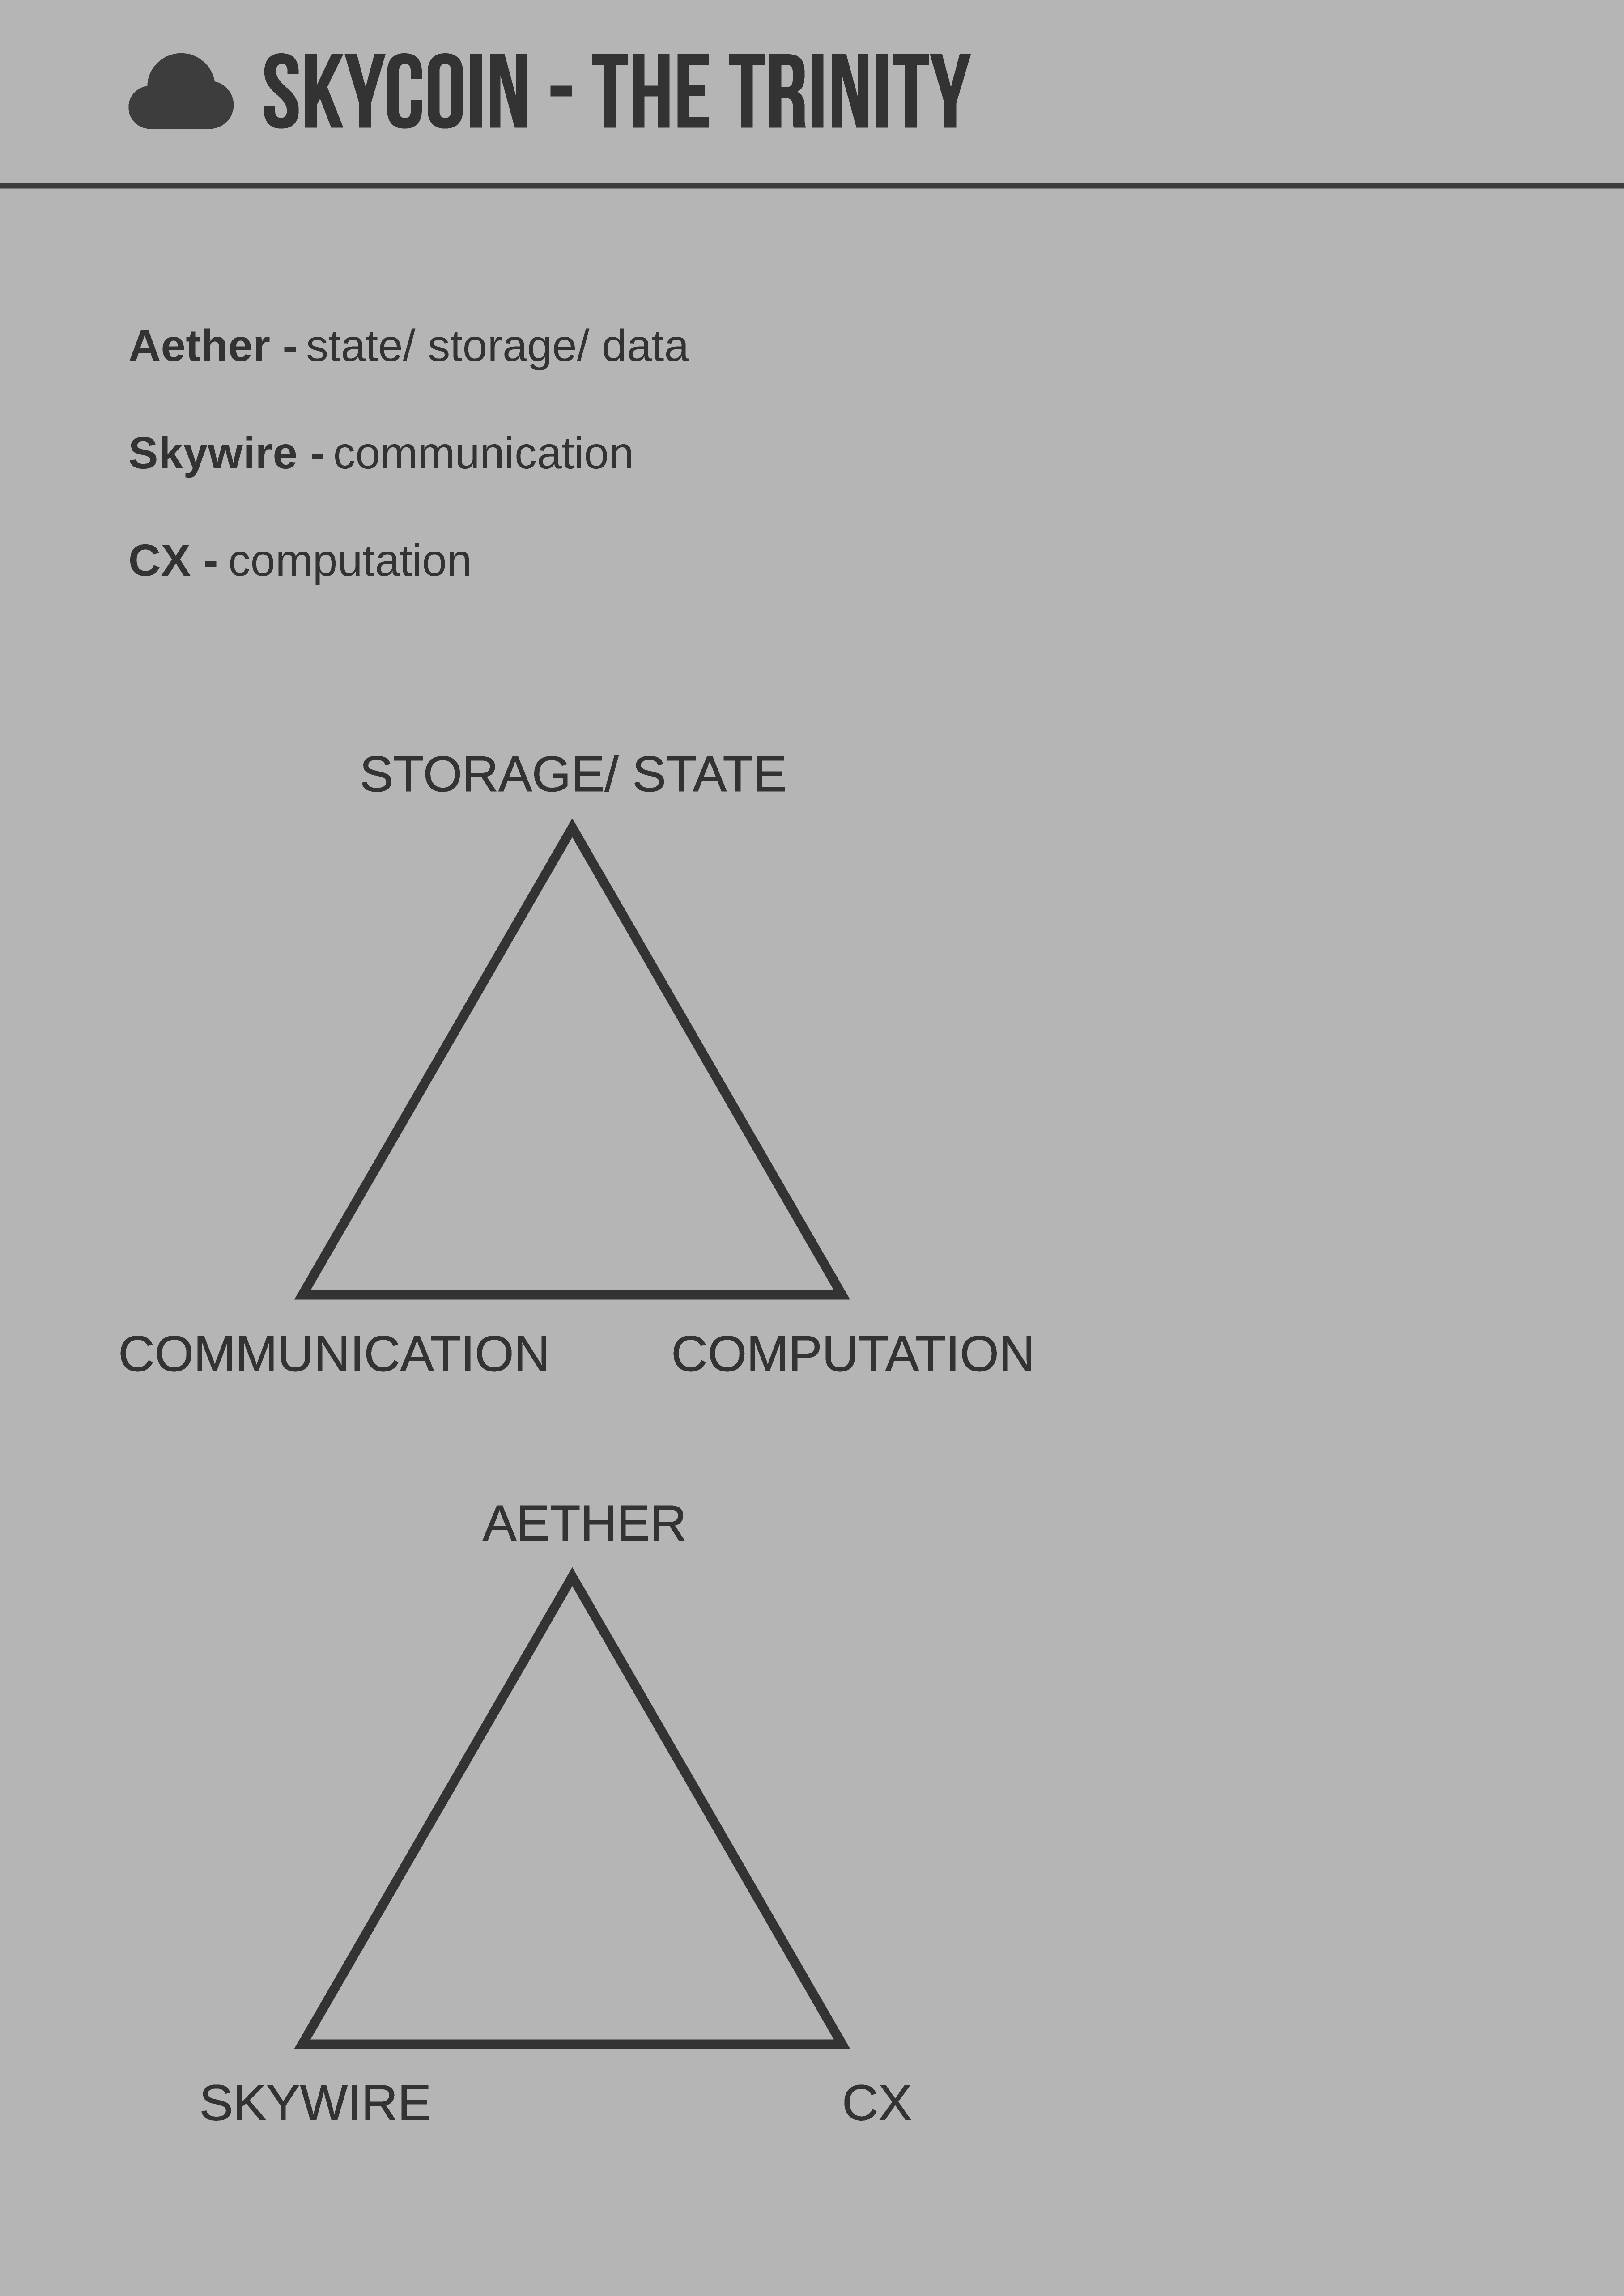 SKYCOIN - THE TRINITY
Aether - state/ storage/ data
Skywire - communication
CX - computation
STORAGE/ STATE
COMMUNICATION COMPUTATION
AETHER
SKYWIRE CX